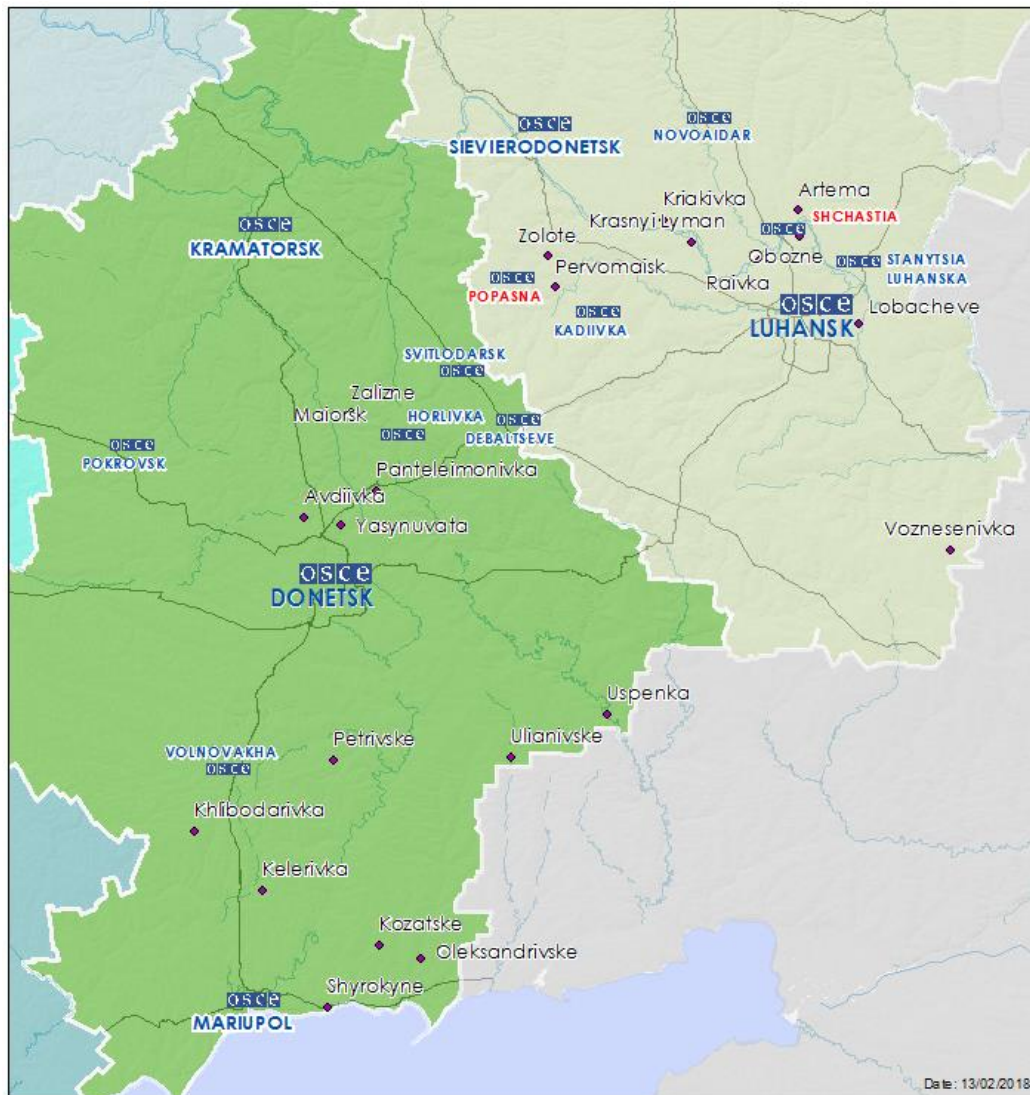 osce
SIEVIERODONETSK
osce
NOVOAIDAR
Artema
SHCHASTIA
osce
Kriakivka
Krasnyi Lyman
osce
KRAMATORSK
Zolote
Obozne
osce
STANYTSIA
LUHANSKA
osce
POPASNA
Pervomaisk
Raivka
osce
LUHANSK
Lobacheve
osce
KADIIVKA
SVITLODARSK
osce
Zalizne
Maiorsk
HORLIVKA
osce
osce
DEBALTSEVE
osce
POKROVSK
Panteleimonivka
Avdiivka
Yasynuvata
Voznesenivka
osce
DONETSK
Uspenka
Petrivske
Ulianivske
VOLNOVAKHA
osce
Khlibodarivka
Kelerivka
Kozatske
Oleksandrivske
Shyrokyne
osce
MARIUPOL
Date: 13/02/2018